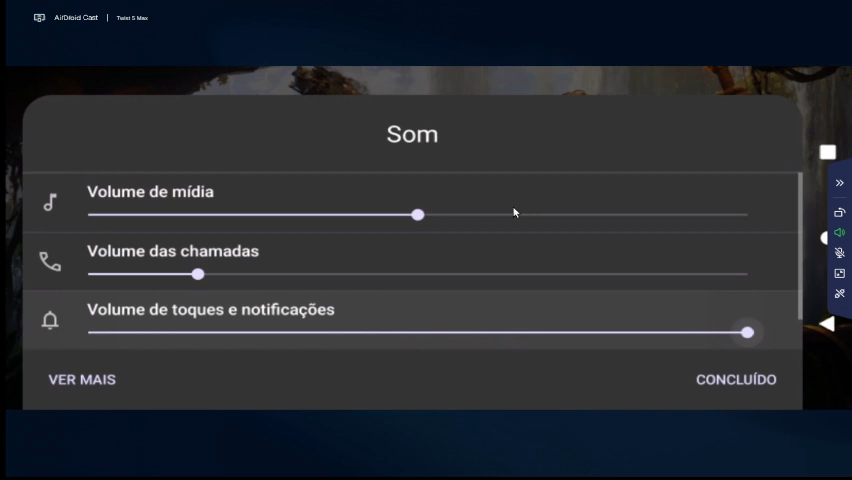 AirDroid Cast | Twist 5 Max
Som
Volume de mídia
Volume das chamadas
Volume de toques e notificações
VER MAIS
CONCLUÍDO